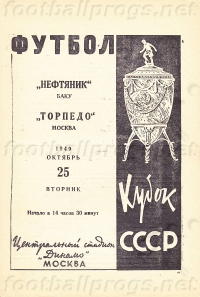 footballprogs.net
ФУТБОЛ
„НЕФТЯНИК"
БАКУ
„ТОРПЕДО"
МОСКВА
1949
ОКТЯБРЬ
25
ВТОРНИК
Начало в 14 часов 30 минут
Кубок
СССР
Центральный стадион
„Динамо"
МОСКВА